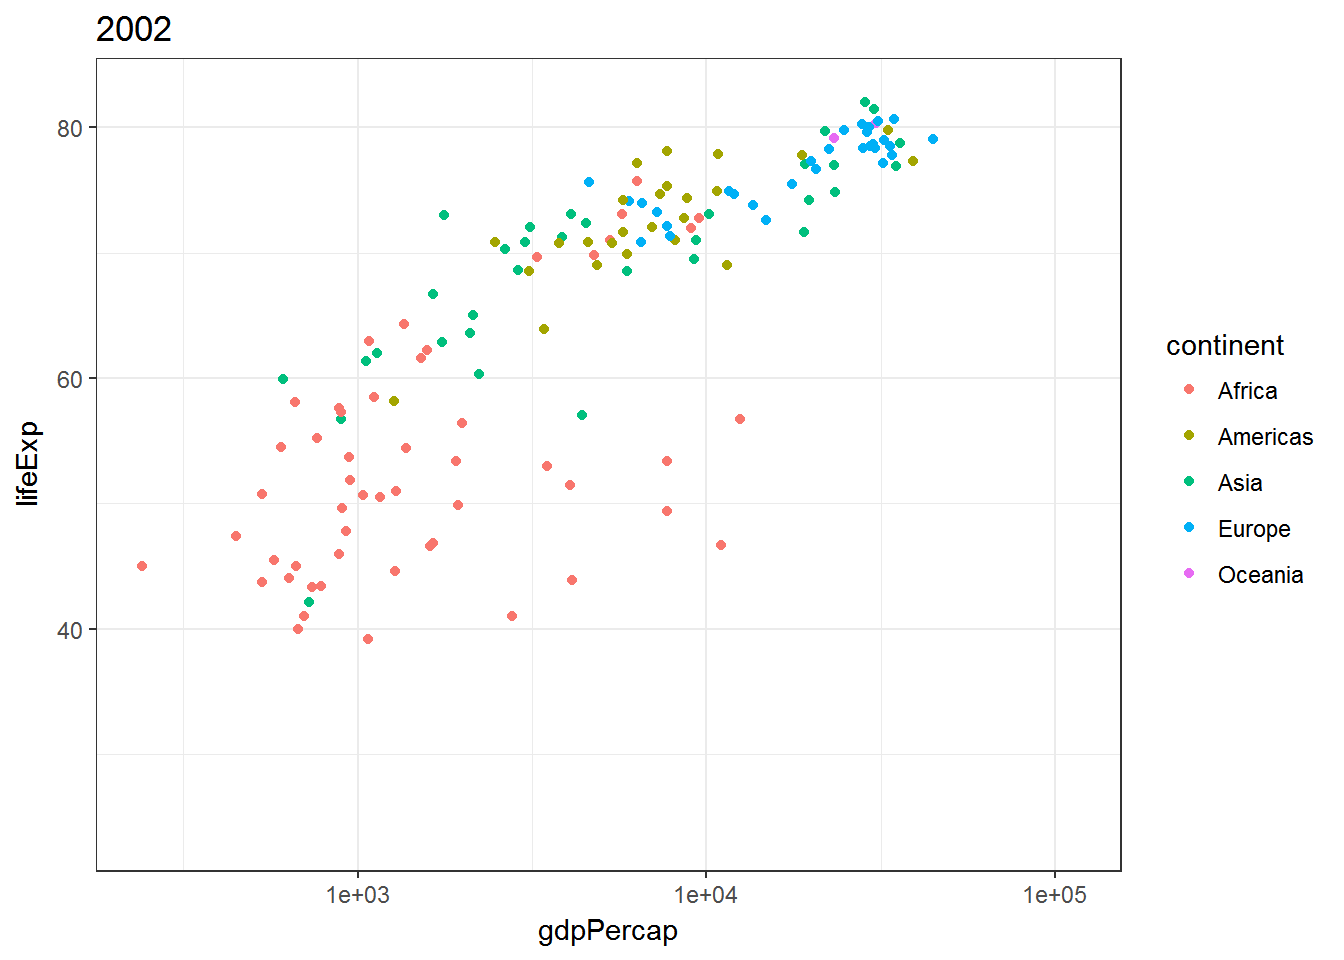 2002
lifeExp
80
60
40
1e+03
1e+04
1e+05
gdpPercap
continent
Africa
Americas
Asia
Europe
Oceania